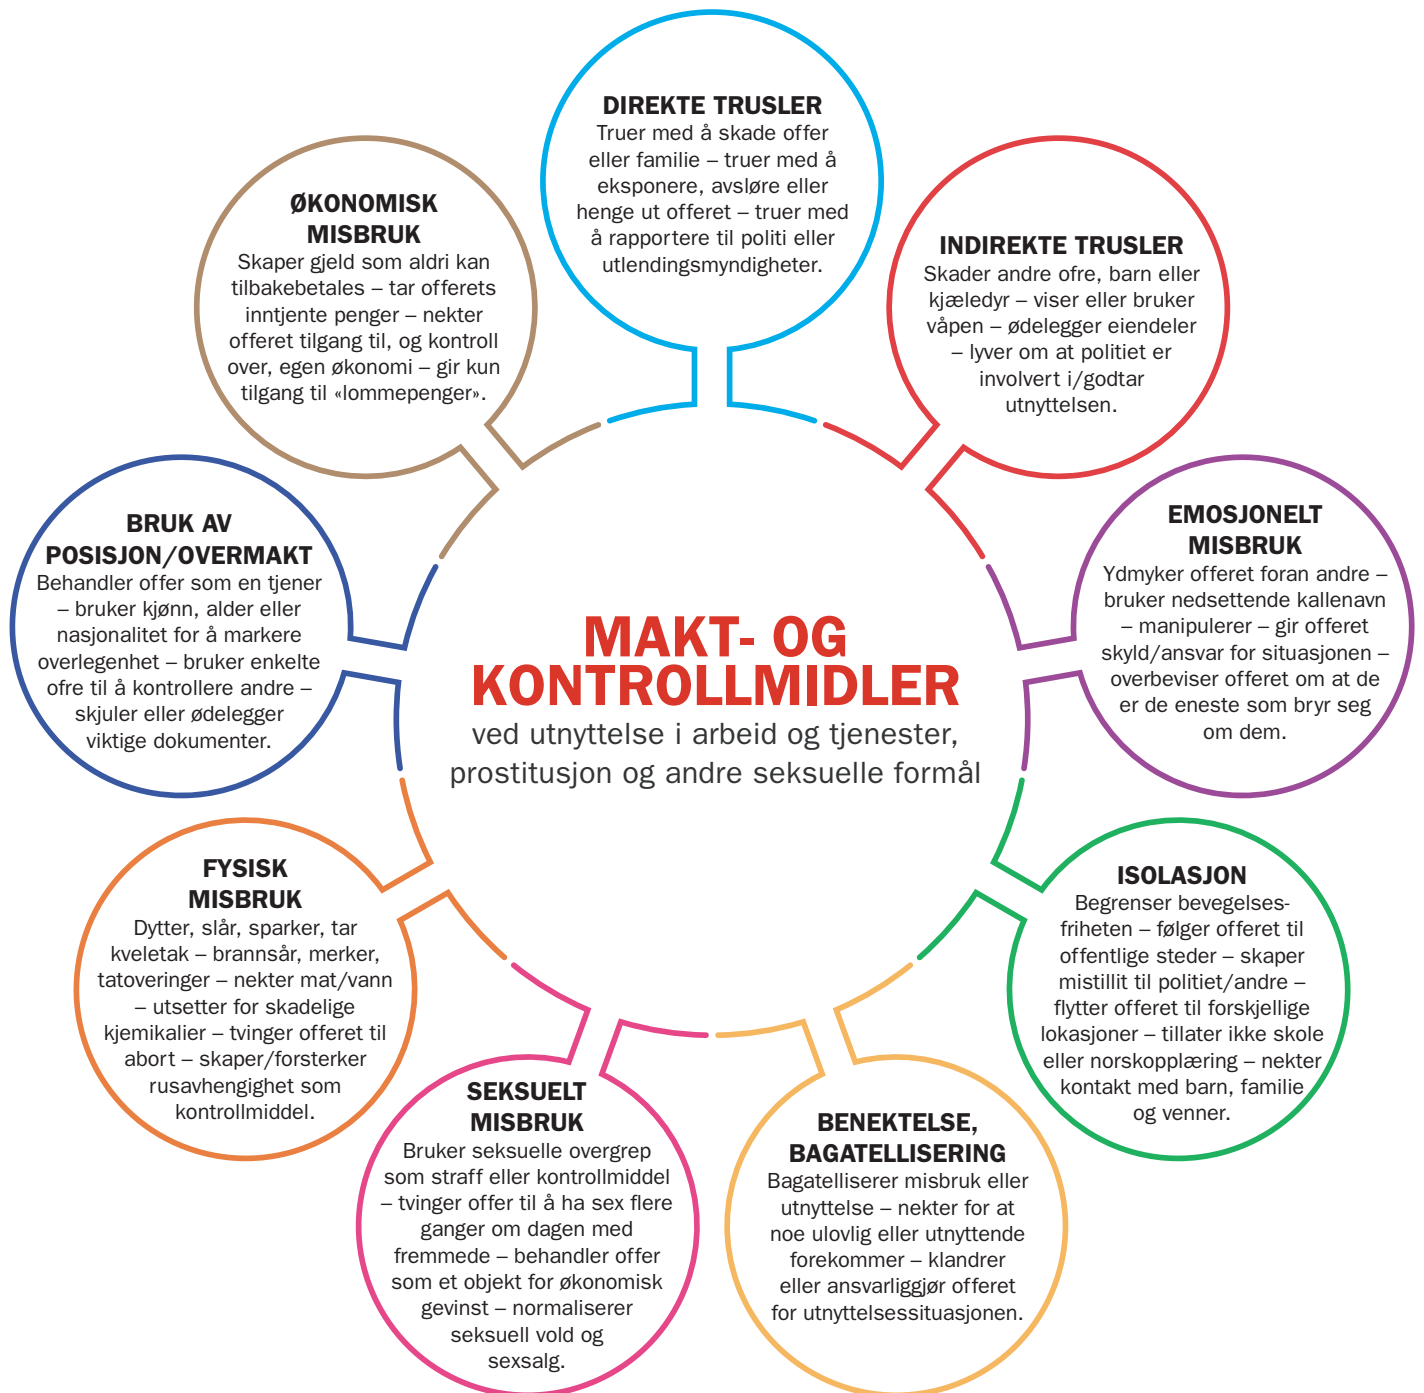 DIREKTE TRUSLER
Truer med å skade offer
eller familie – truer med å
eksponere, avsløre eller
henge ut offeret – truer med
å rapportere til politi eller
utlendingsmyndigheter.
INDIREKTE TRUSLER
Skader andre ofre, barn eller
kjæledyr – viser eller bruker
våpen – ødelegger eiendeler
– lyver om at politiet er
involvert i/godtar
utnyttelsen.
EMOSJONELT
MISBRUK
Ydmyker offeret foran andre –
bruker nedsettende kallenavn
– manipulerer – gir offeret
skyld/ansvar for situasjonen –
overbeviser offeret om at de
er de eneste som bryr seg
om dem.
ISOLASJON
Begrenser bevegelses-
friheten – følger offeret til
offentlige steder – skaper
mistillit til politiet/andre –
flytter offeret til forskjellige
lokasjoner – tillater ikke skole
eller norskopplæring – nekter
kontakt med barn, familie
og venner.
BENEKTELSE,
BAGATELLISERING
Bagatelliserer misbruk eller
utnyttelse – nekter for at
noe ulovlig eller utnyttende
forekommer – klandrer
eller ansvarliggjør offeret
for utnyttelsessituasjonen.
SEKSUELT
MISBRUK
Bruker seksuelle overgrep
som straff eller kontrollmiddel
– tvinger offer til å ha sex flere
ganger om dagen med
fremmede – behandler offer
som et objekt for økonomisk
gevinst – normaliserer
seksuell vold og
sexsalg.
FYSISK
MISBRUK
Dytter, slår, sparker, tar
kveletak – brannsår, merker,
tatoveringer – nekter mat/vann
– utsetter for skadelige
kjemikalier – tvinger offeret til
abort – skaper/forsterker
rusavhengighet som
kontrollmiddel.
BRUK AV
POSISJON/OVERMAKT
Behandler offer som en tjener
– bruker kjønn, alder eller
nasjonalitet for å markere
overlegenhet – bruker enkelte
ofre til å kontrollere andre –
skjuler eller ødelegger
viktige dokumenter.
ØKONOMISK
MISBRUK
Skaper gjeld som aldri kan
tilbakebetales – tar offerets
inntjente penger – nekter
offeret tilgang til, og kontroll
over, egen økonomi – gir kun
tilgang til «lommepenger».
MAKT- OG
KONTROLLMIDLER
ved utnyttelse i arbeid og tjenester,
prostitusjon og andre seksuelle formål